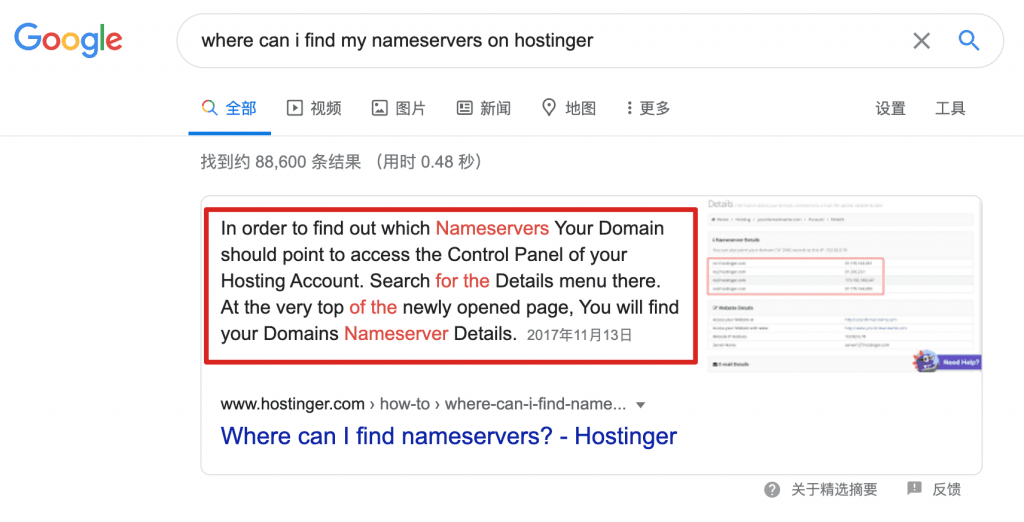 Google
where can i find my nameservers on hostinger
全部 视频 图片 新闻 地图 更多 设置 工具
找到约 88,600 条结果 （用时 0.48 秒）
In order to find out which Nameservers Your Domain
should point to access the Control Panel of your
Hosting Account. Search for the Details menu there.
At the very top of the newly opened page, You will find
your Domains Nameserver Details. 2017年11月13日
Details
Nameserver Details
Website Details
E-mail Details
Need Help?
www.hostinger.com › how-to › where-can-i-find-name...
Where can I find nameservers? - Hostinger
关于精选摘要 反馈